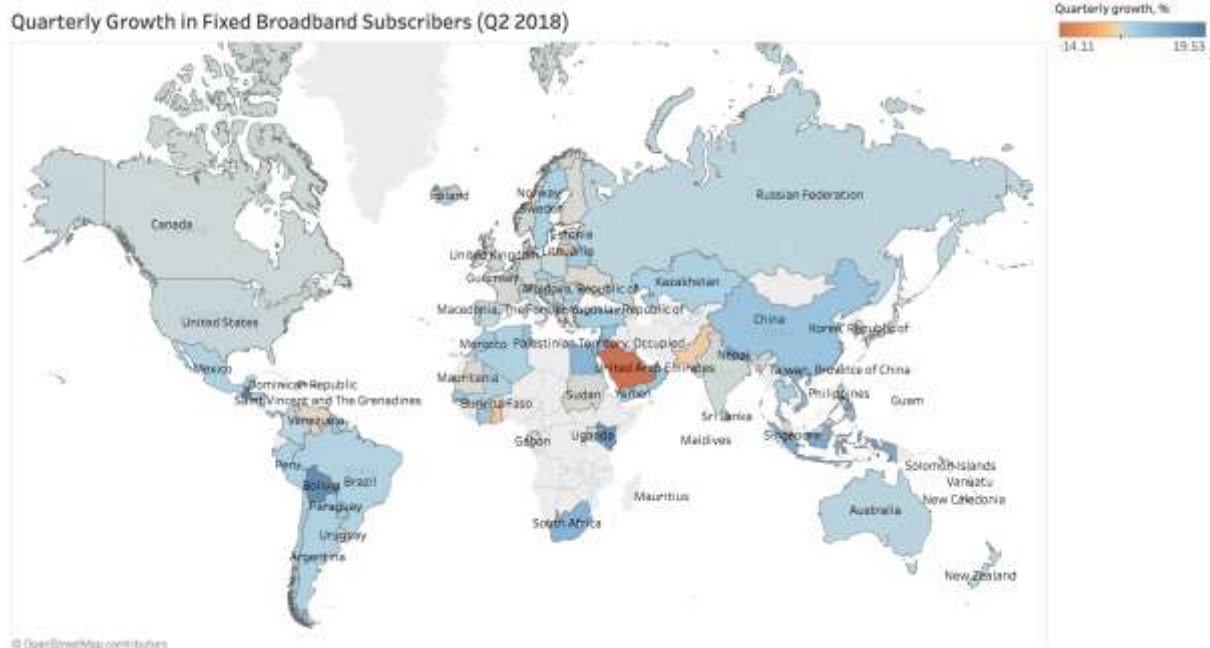 Quarterly Growth in Fixed Broadband Subscribers (Q2 2018)
Quarterly growth, %
-14.11 19.53
Russian Federation
Iceland
Norway
Sweden
Canada
Estonia
Lithuania
United Kingdom
Guernsey
Moldova, Republic of
Kazakhstan
Macedonia, The Former Yugoslav Republic of
United States
China
Korea, Republic of
Morocco
Palestinian Territory, Occupied
Nepal
Mexico
United Arab Emirates
Taiwan, Province of China
Mauritania
Dominican Republic
Sudan
Yemen
Philippines
Saint Vincent and The Grenadines
Burkina Faso
Guam
Venezuela
Sri Lanka
Gabon
Uganda
Maldives
Singapore
Peru
Solomon Islands
Bolivia
Brazil
Vanuatu
Mauritius
New Caledonia
Paraguay
Australia
South Africa
Uruguay
Argentina
New Zealand
© OpenStreetMap contributors